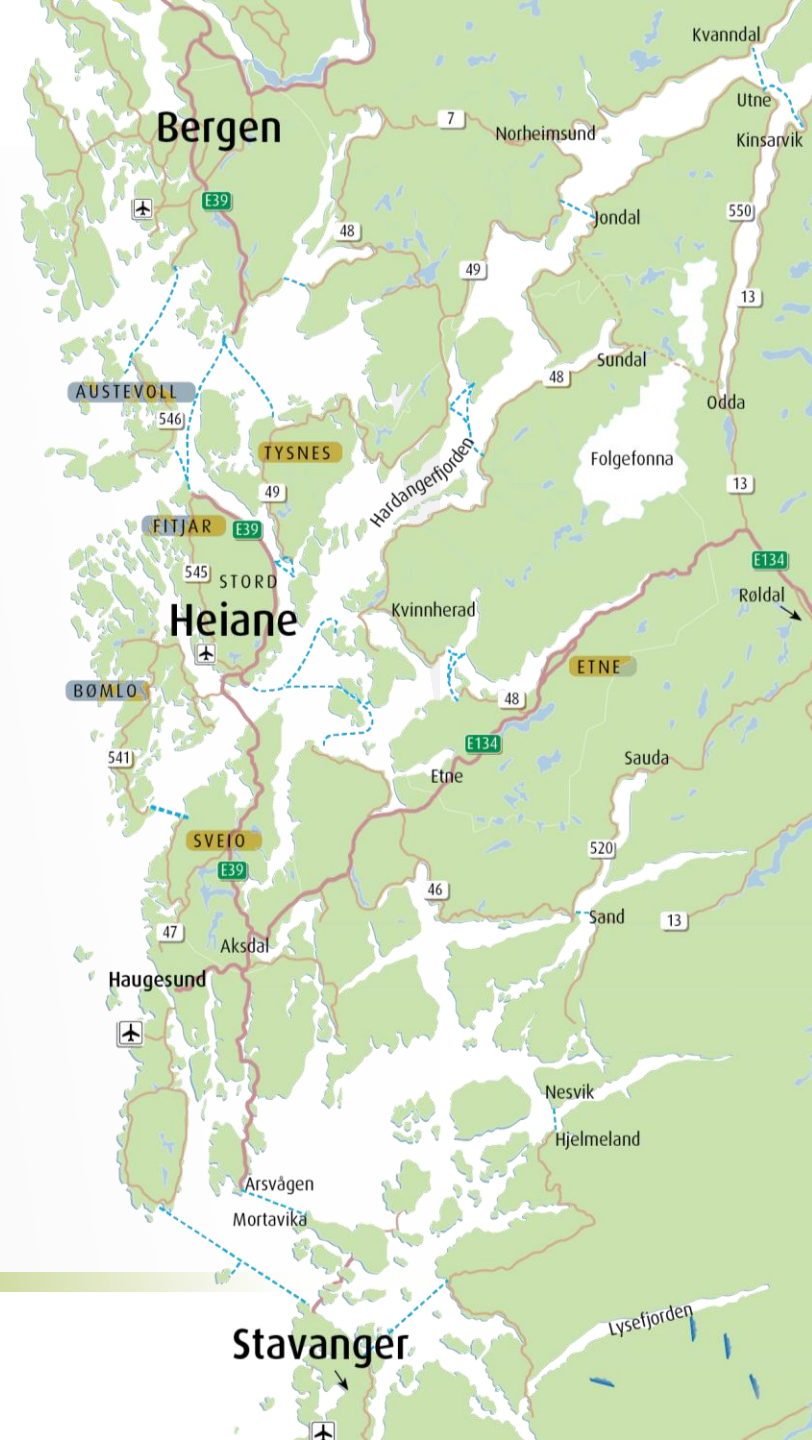 Kvanndal
Utne
Bergen
7
Norheimsund
Kinsarvik
E39
550
Jondal
48
49
13
Sundal
48
AUSTEVOLL
Odda
546
TYSNES
Hardangerfjorden
Folgefonna
49
13
FITJAR
E39
E134
545
STORD
Røldal
Heiane
Kvinnherad
ETNE
BØMLO
48
E134
541
Sauda
Etne
SVEIO
520
E39
46
Sand
13
47
Aksdal
Haugesund
Nesvik
Hjelmeland
Arsvågen
Mortavika
Lysefjorden
Stavanger